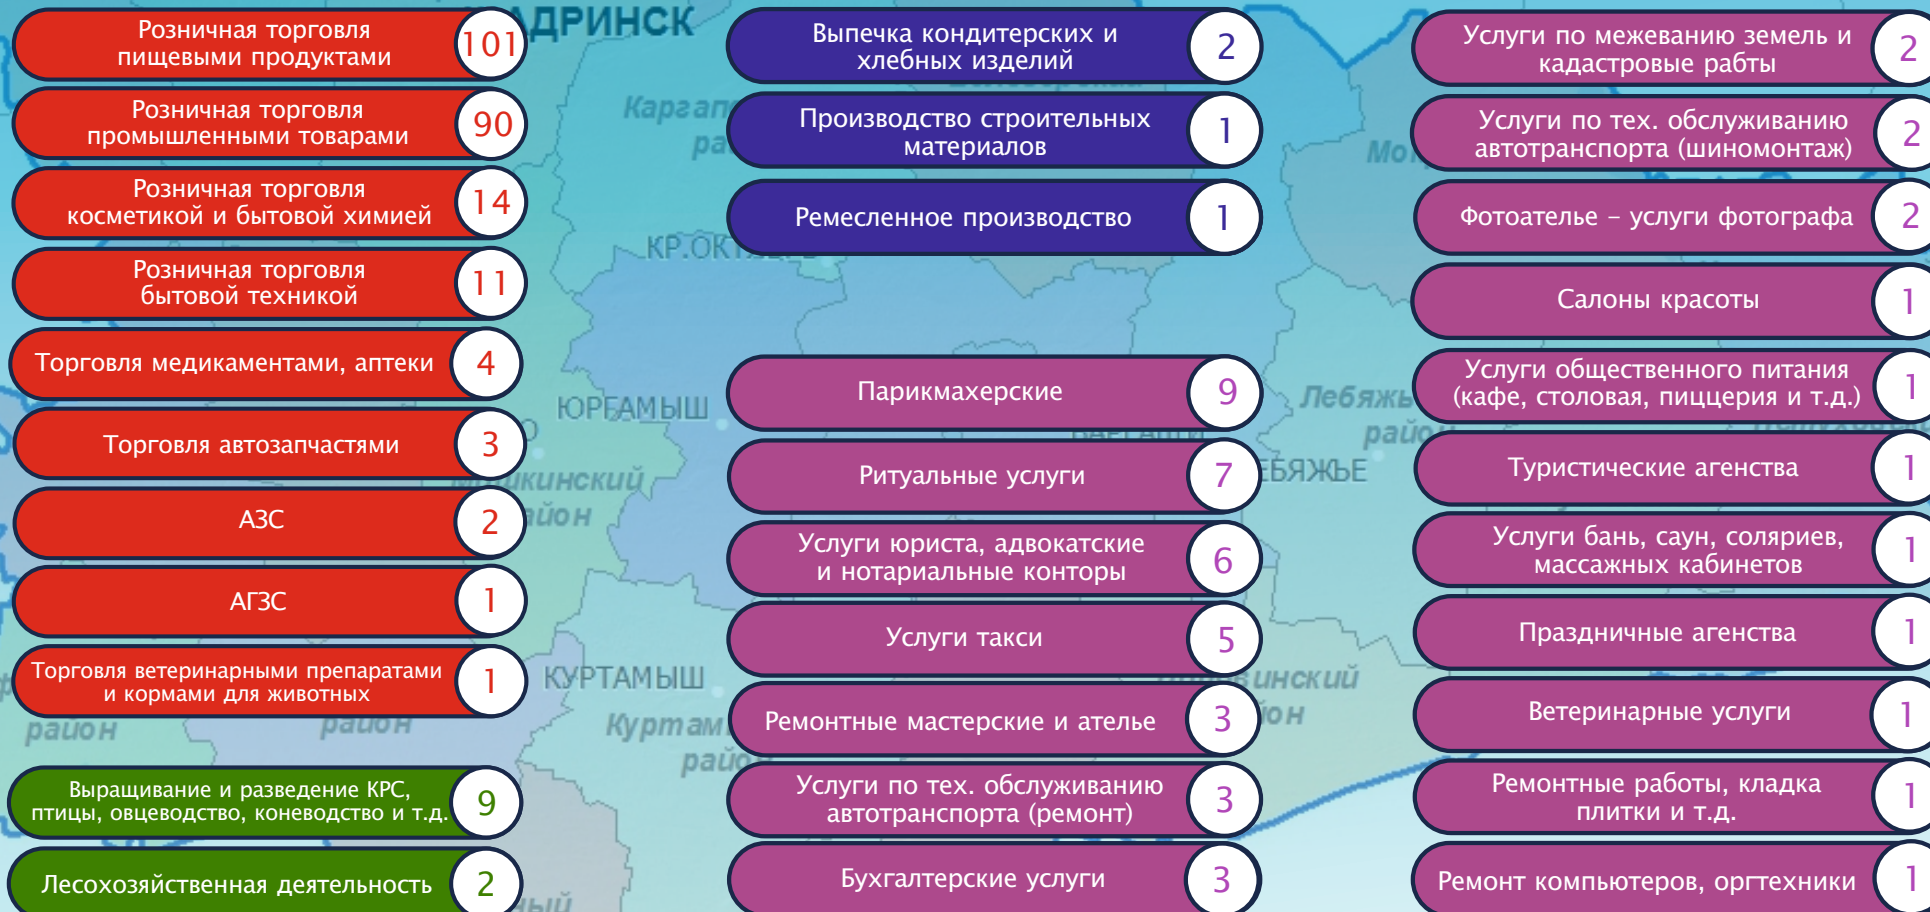 Розничная торговля
пищевыми продуктами
101
Розничная торговля
промышленными товарами
90
Розничная торговля
косметикой и бытовой химией
14
Розничная торговля
бытовой техникой
11
Торговля медикаментами, аптеки
4
Торговля автозапчастями
3
АЗС
2
АГЗС
1
Торговля ветеринарными препаратами
и кормами для животных
1
Выращивание и разведение КРС,
птицы, овцеводство, коневодство и т.д.
9
Лесохозяйственная деятельность
2
Выпечка кондитерских и
хлебных изделий
2
Производство строительных
материалов
1
Ремесленное производство
1
Парикмахерские
9
Ритуальные услуги
7
Услуги юриста, адвокатские
и нотариальные конторы
6
Услуги такси
5
Ремонтные мастерские и ателье
3
Услуги по тех. обслуживанию
автотранспорта (ремонт)
3
Бухгалтерские услуги
3
Услуги по межеванию земель и
кадастровые рабты
2
Услуги по тех. обслуживанию
автотранспорта (шиномонтаж)
2
Фотоателье – услуги фотографа
2
Салоны красоты
1
Услуги общественного питания
(кафе, столовая, пиццерия и т.д.)
1
Туристические агенства
1
Услуги бань, саун, соляриев,
массажных кабинетов
1
Праздничные агенства
1
Ветеринарные услуги
1
Ремонтные работы, кладка
плитки и т.д.
1
Ремонт компьютеров, оргтехники
1
ЮРГАМЫШ
КУРТАМЫШ
район
район